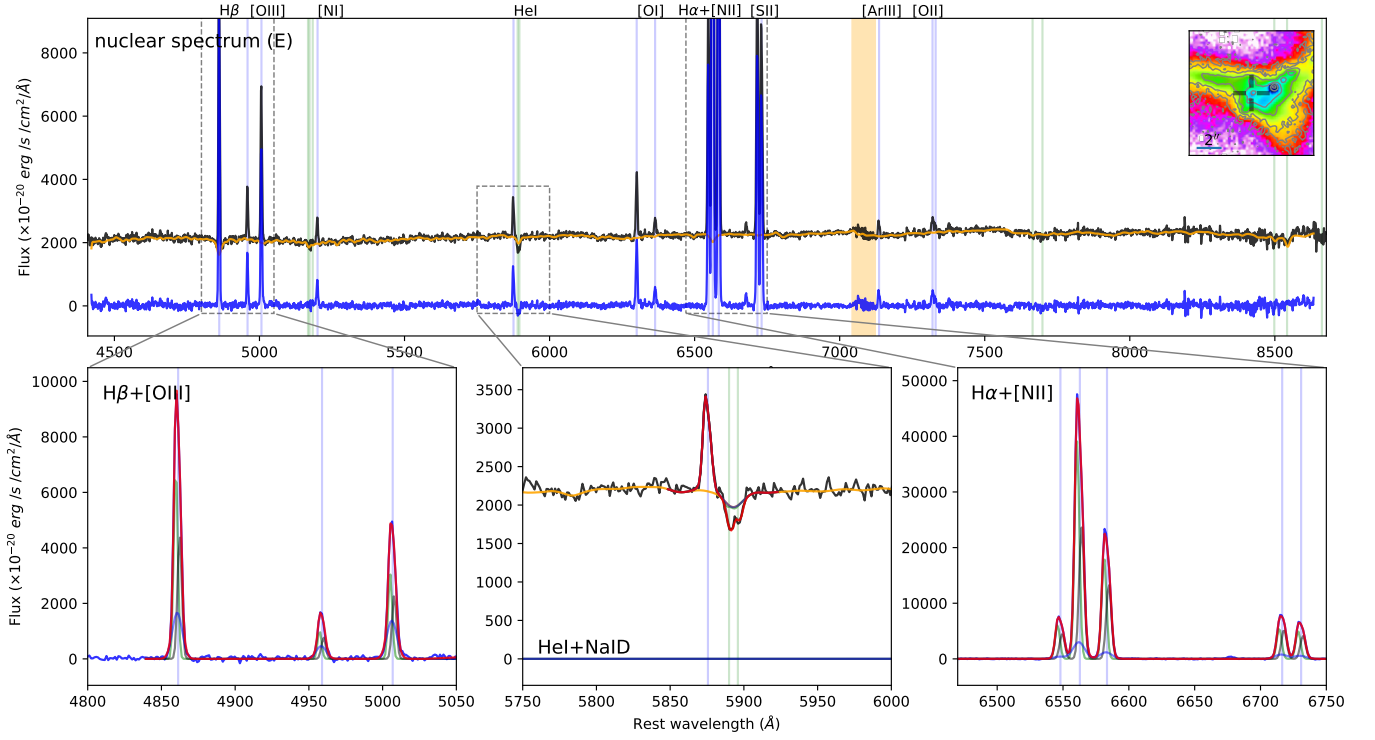 Hβ [OIII] [NI] HeI [OI] Hα+[NII] [SII] [ArIII] [OII]
nuclear spectrum (E)
2″
Flux (×10⁻²⁰ erg /s /cm²/Å)
8000
6000
4000
2000
0
4500 5000 5500 6000 6500 7000 7500 8000 8500
Hβ+[OIII]
Flux (×10⁻²⁰ erg /s /cm²/Å)
10000
8000
6000
4000
2000
0
4800 4850 4900 4950 5000 5050
HeI+NaID
3500
3000
2500
2000
1500
1000
500
0
5750 5800 5850 5900 5950 6000
Rest wavelength (Å)
Hα+[NII]
50000
40000
30000
20000
10000
0
6500 6550 6600 6650 6700 6750